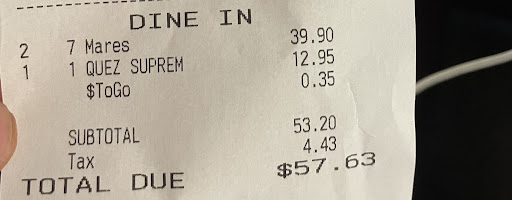 DINE IN
2 7 Mares 39.90
1 1 QUEZ SUPREM 12.95
$ToGo 0.35
SUBTOTAL 53.20
Tax 4.43
TOTAL DUE $57.63